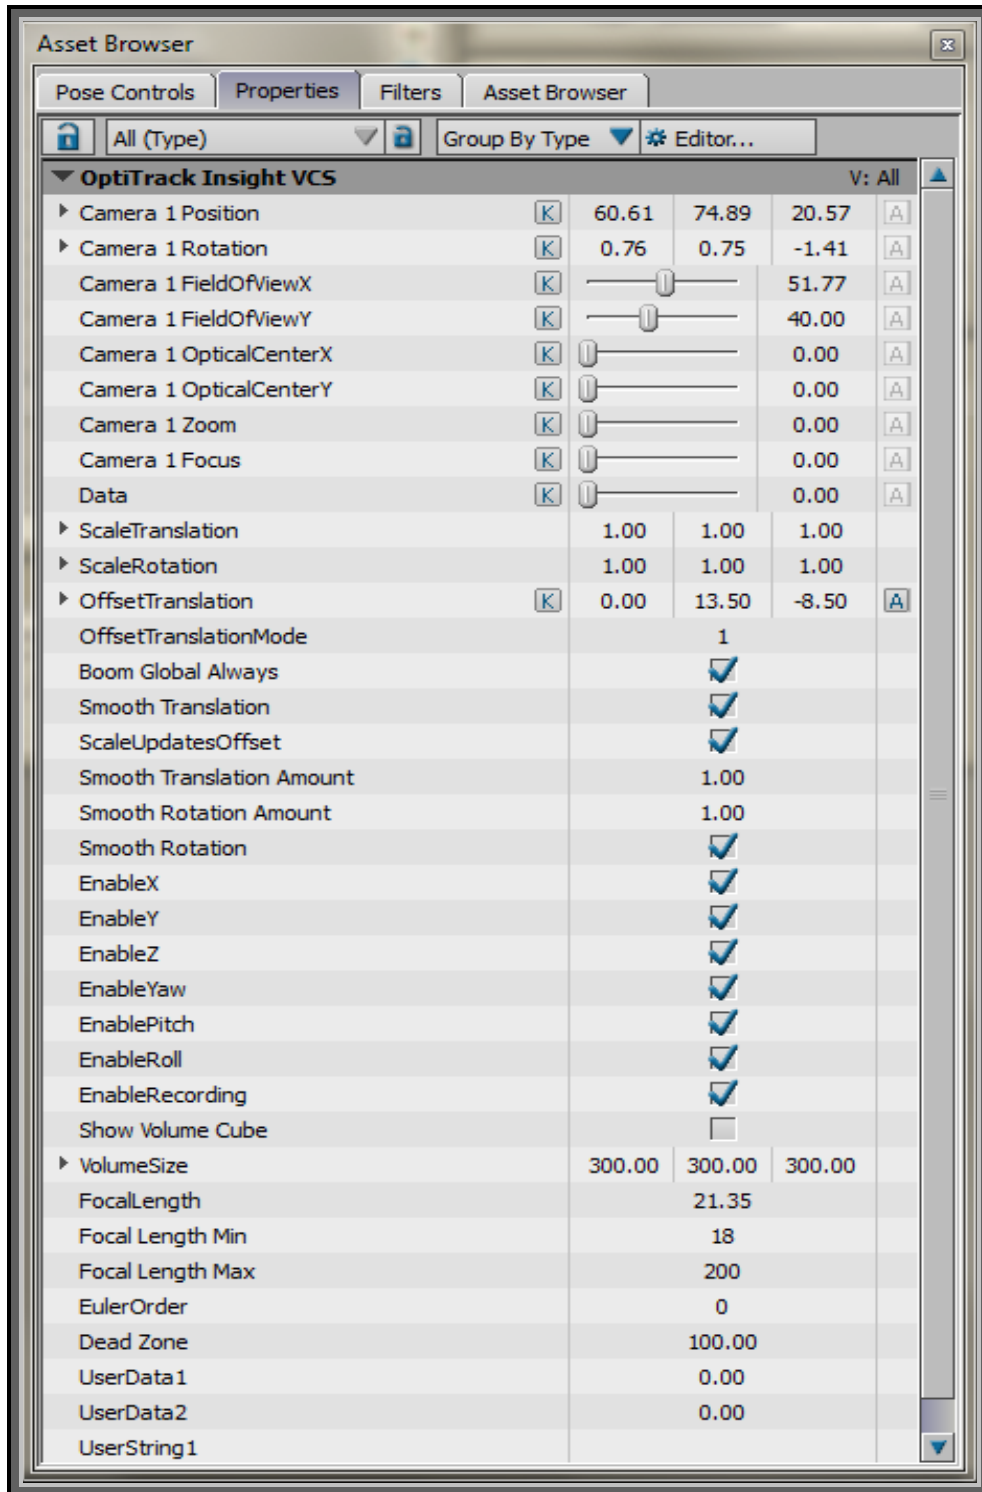 Asset Browser
Pose Controls Properties Filters Asset Browser
All (Type) Group By Type Editor...
OptiTrack Insight VCS V: All
Camera 1 Position K 60.61 74.89 20.57 A
Camera 1 Rotation K 0.76 0.75 -1.41 A
Camera 1 FieldOfViewX K 51.77 A
Camera 1 FieldOfViewY K 40.00 A
Camera 1 OpticalCenterX K 0.00 A
Camera 1 OpticalCenterY K 0.00 A
Camera 1 Zoom K 0.00 A
Camera 1 Focus K 0.00 A
Data K 0.00 A
ScaleTranslation 1.00 1.00 1.00
ScaleRotation 1.00 1.00 1.00
OffsetTranslation K 0.00 13.50 -8.50 A
OffsetTranslationMode 1
Boom Global Always
Smooth Translation
ScaleUpdatesOffset
Smooth Translation Amount 1.00
Smooth Rotation Amount 1.00
Smooth Rotation
EnableX
EnableY
EnableZ
EnableYaw
EnablePitch
EnableRoll
EnableRecording
Show Volume Cube
VolumeSize 300.00 300.00 300.00
FocalLength 21.35
Focal Length Min 18
Focal Length Max 200
EulerOrder 0
Dead Zone 100.00
UserData1 0.00
UserData2 0.00
UserString1